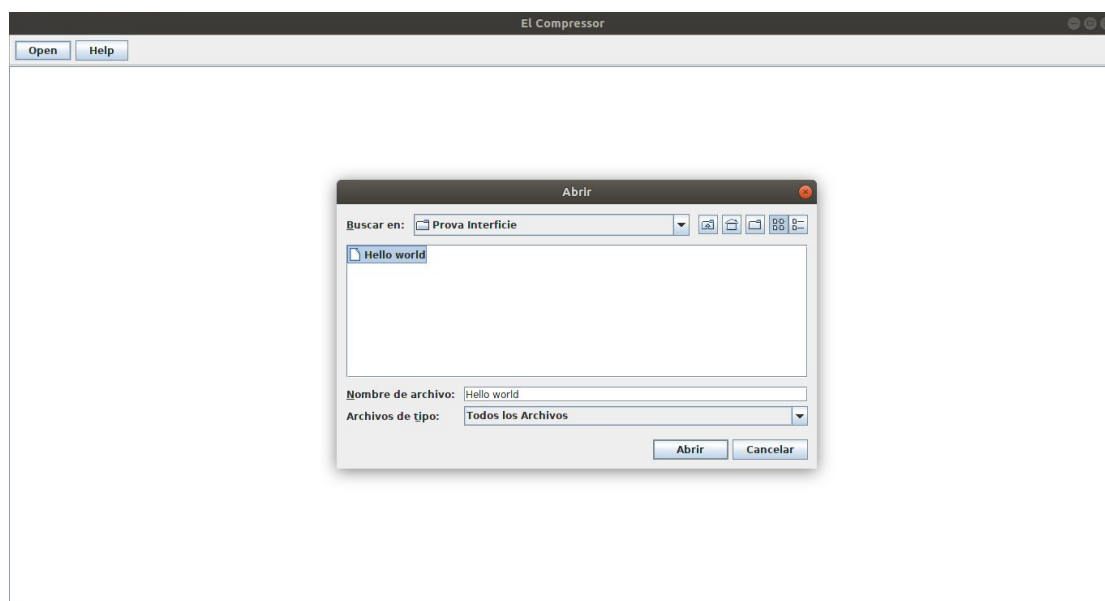 El Compressor
Open Help
Abrir
Buscar en: Prova Interficie
Hello world
Nombre de archivo: Hello world
Archivos de tipo: Todos los Archivos
Abrir Cancelar